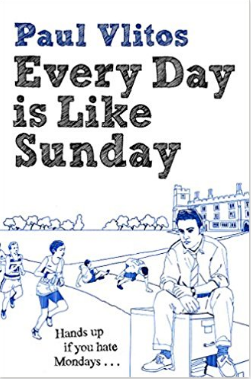 Paul Vlitos
Every Day
is Like
Sunday
Hands up
if you hate
Mondays...